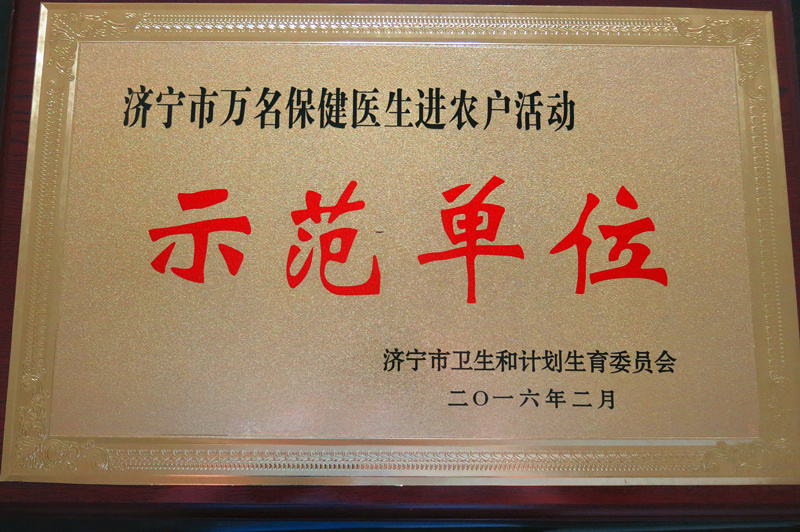 济宁市万名保健医生进农户活动
示范单位
济宁市卫生和计划生育委员会
二〇一六年二月